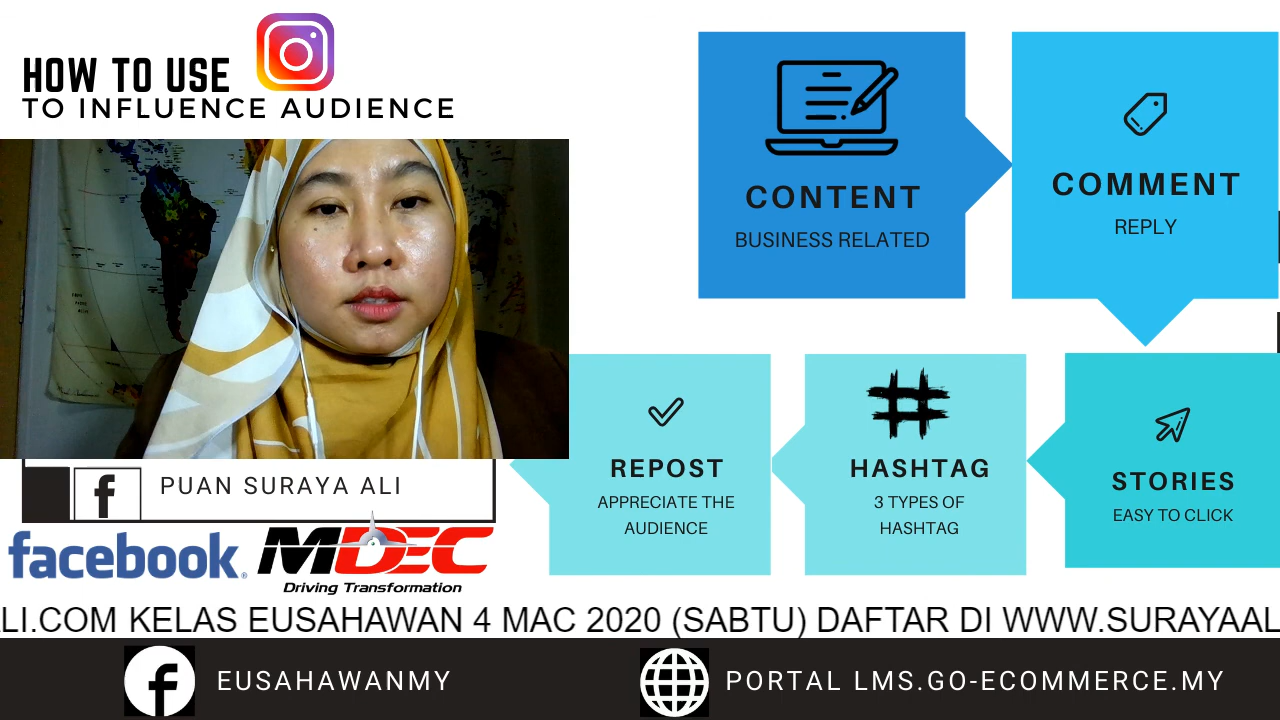 HOW TO USE
TO INFLUENCE AUDIENCE
CONTENT
BUSINESS RELATED
COMMENT
REPLY
STORIES
EASY TO CLICK
HASHTAG
3 TYPES OF
HASHTAG
REPOST
APPRECIATE THE
AUDIENCE
PUAN SURAYA ALI
facebook
MDEC
Driving Transformation
LI.COM KELAS EUSAHAWAN 4 MAC 2020 (SABTU) DAFTAR DI WWW.SURAYAAL
EUSAHAWANMY
PORTAL LMS.GO-ECOMMERCE.MY